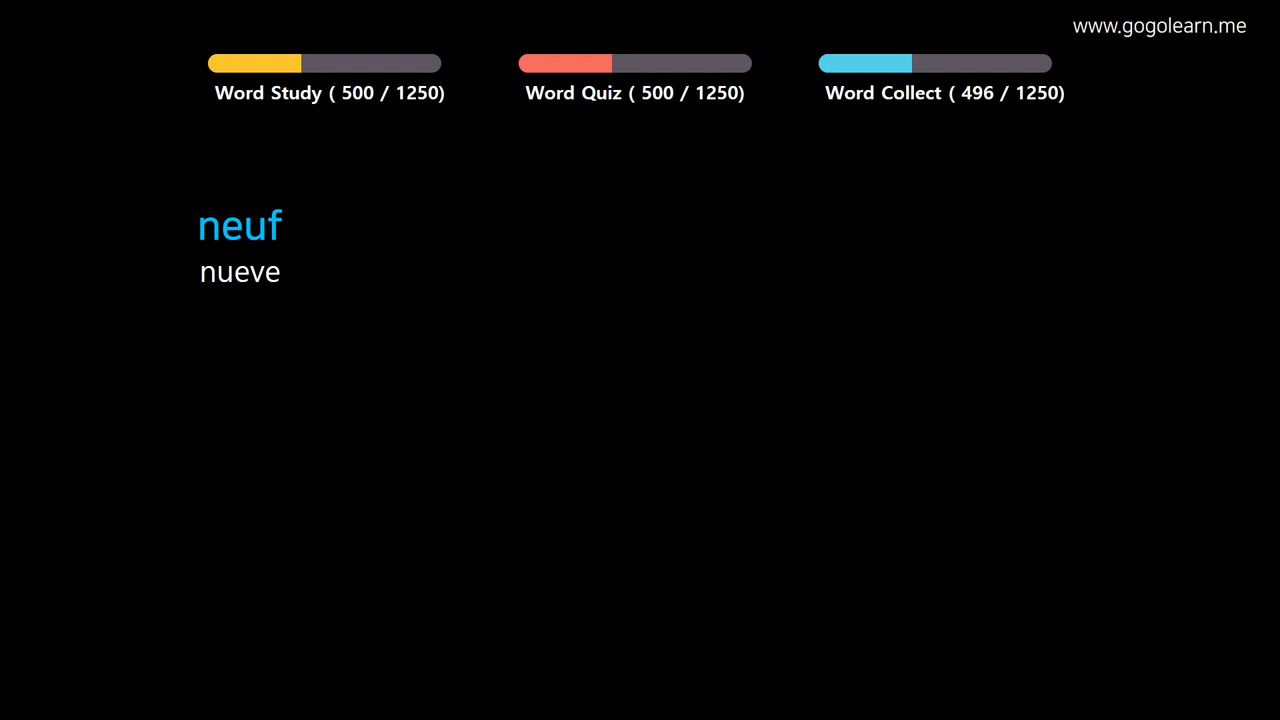 www.gogolearn.me
Word Study ( 500 / 1250)
Word Quiz ( 500 / 1250)
Word Collect ( 496 / 1250)
neuf
nueve